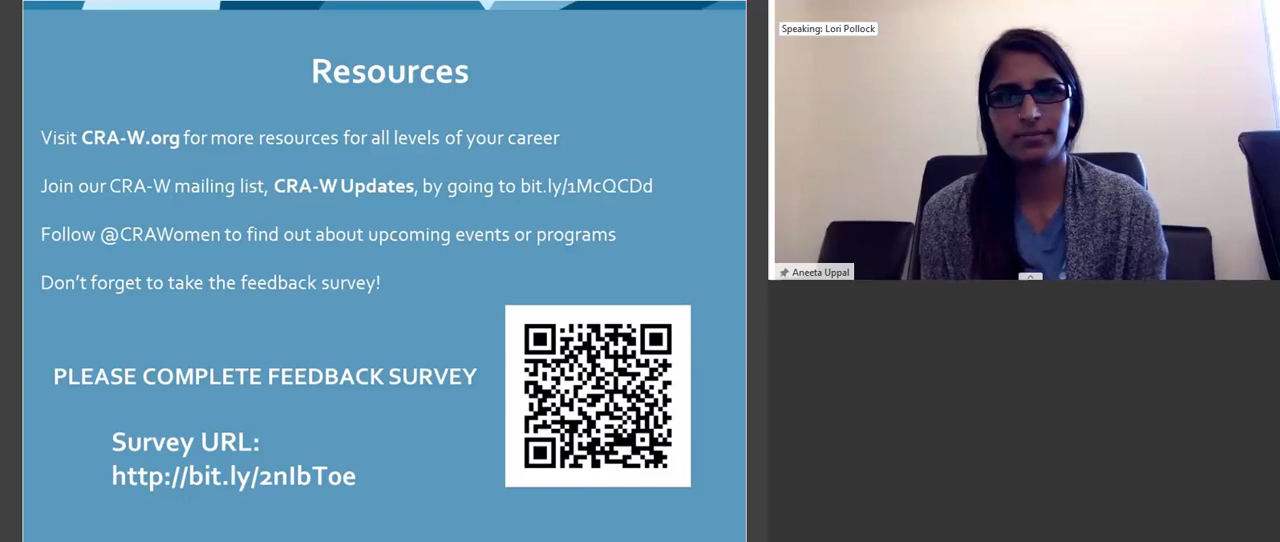 Resources
Visit CRA-W.org for more resources for all levels of your career
Join our CRA-W mailing list, CRA-W Updates, by going to bit.ly/1McQCDd
Follow @CRAWomen to find out about upcoming events or programs
Don't forget to take the feedback survey!
PLEASE COMPLETE FEEDBACK SURVEY
Survey URL:
http://bit.ly/2nIbToe
Speaking: Lori Pollock
Aneeta Uppal